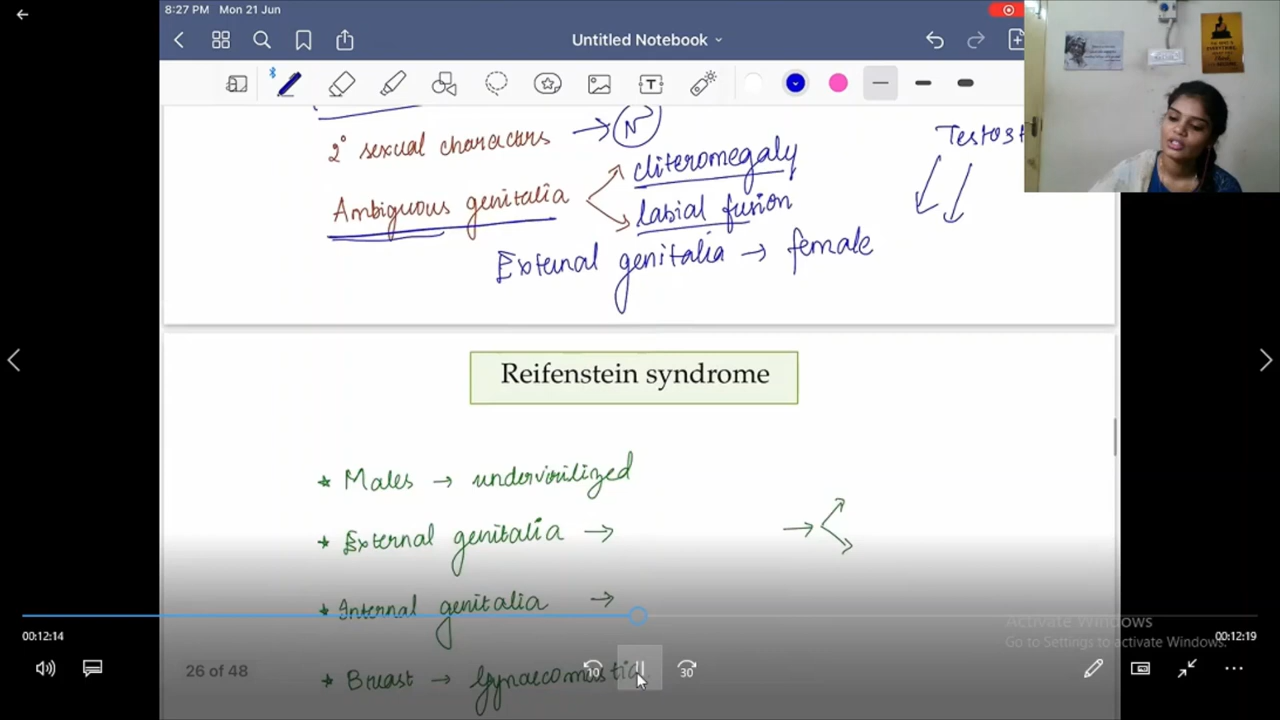 8:27 PM Mon 21 Jun
Untitled Notebook
2° sexual characters → N
Testost
Ambiguous genitalia
cliteromegaly
labial fusion
External genitalia → female
Reifenstein syndrome
* Males → undervirilized
* External genitalia →
* Internal genitalia →
Activate Windows
Go to Settings to activate Windows.
00:12:14
00:12:19
26 of 48
10
30
* Breast → Gynaecomastia